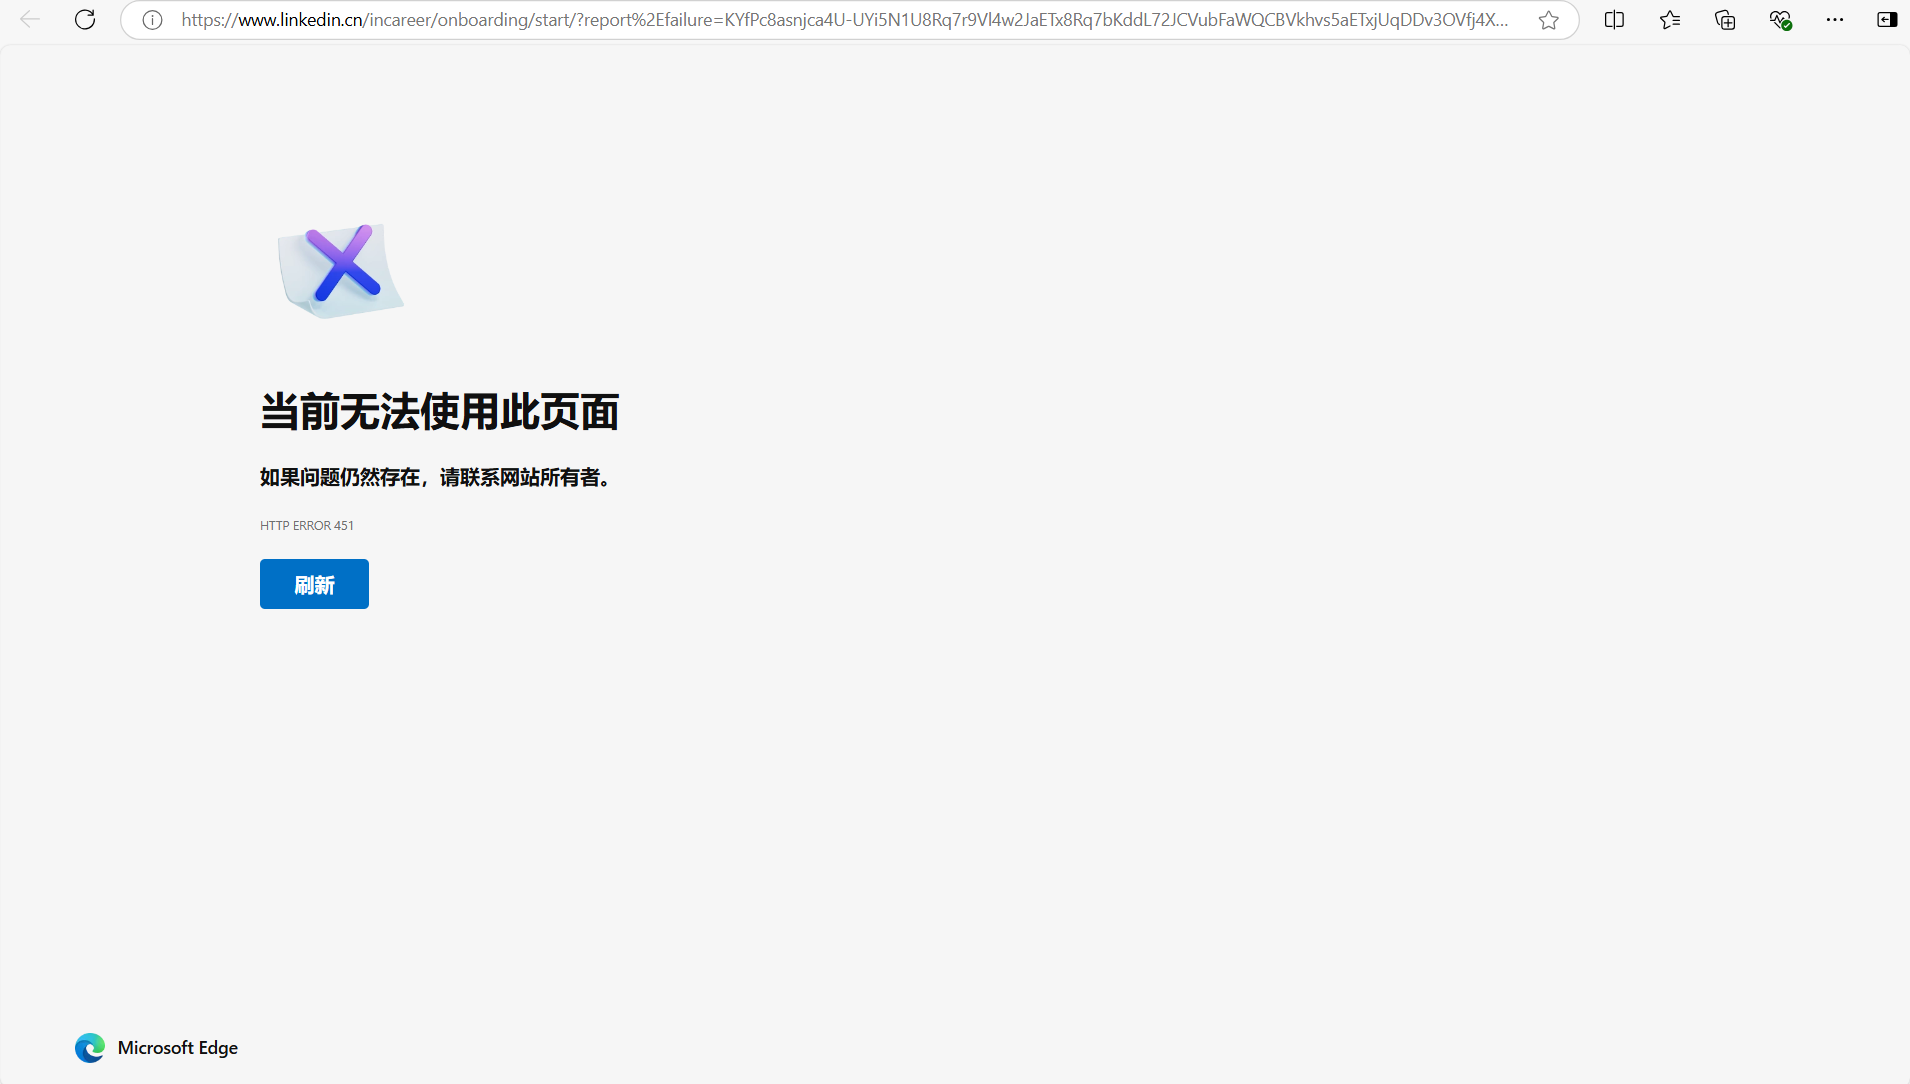 https://www.linkedin.cn/incareer/onboarding/start/?report%2Efailure=KYfPc8asnjca4U-UYi5N1U8Rq7r9Vl4w2JaETx8Rq7bKddL72JCVubFaWQCBVkhvs5aETxjUqDDv3OVfj4X...
当前无法使用此页面
如果问题仍然存在，请联系网站所有者。
HTTP ERROR 451
刷新
Microsoft Edge